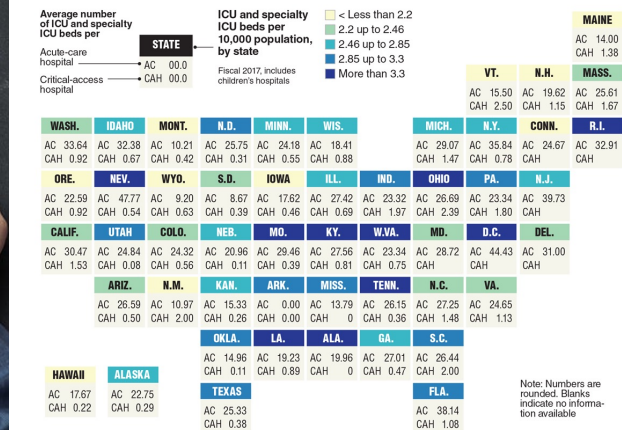 Average number
of ICU and specialty
ICU beds per
Acute-care
hospital
Critical-access
hospital
STATE
AC 00.0
CAH 00.0
ICU and specialty
ICU beds per
10,000 population,
by state
Fiscal 2017, includes
children's hospitals
< Less than 2.2
2.2 up to 2.46
2.46 up to 2.85
2.85 up to 3.3
More than 3.3
MAINE
AC 14.00
CAH 1.38
VT. N.H. MASS.
AC 15.50 AC 19.62 AC 25.61
CAH 2.50 CAH 1.15 CAH 1.67
WASH. IDAHO MONT. N.D. MINN. WIS. MICH. N.Y. CONN. R.I.
AC 33.64 AC 32.38 AC 10.21 AC 25.75 AC 24.18 AC 18.41 AC 29.07 AC 35.84 AC 24.67 AC 32.91
CAH 0.92 CAH 0.67 CAH 0.42 CAH 0.31 CAH 0.55 CAH 0.88 CAH 1.47 CAH 0.78 CAH CAH
ORE. NEV. WYO. S.D. IOWA ILL. IND. OHIO PA. N.J.
AC 22.59 AC 47.77 AC 9.20 AC 8.67 AC 17.62 AC 27.42 AC 23.32 AC 26.69 AC 23.34 AC 39.73
CAH 0.92 CAH 0.54 CAH 0.63 CAH 0.39 CAH 0.46 CAH 0.69 CAH 1.97 CAH 2.39 CAH 1.80 CAH
CALIF. UTAH COLO. NEB. MO. KY. W.VA. MD. D.C. DEL.
AC 30.47 AC 24.84 AC 24.32 AC 20.96 AC 29.46 AC 27.56 AC 23.34 AC 28.72 AC 44.43 AC 31.00
CAH 1.53 CAH 0.08 CAH 0.56 CAH 0.11 CAH 0.39 CAH 0.81 CAH 0.75 CAH CAH CAH
ARIZ. N.M. KAN. ARK. MISS. TENN. N.C. VA.
AC 26.59 AC 10.97 AC 15.33 AC 0.00 AC 13.79 AC 26.15 AC 27.25 AC 24.65
CAH 0.50 CAH 2.00 CAH 0.26 CAH 0.00 CAH 0 CAH 0.36 CAH 1.48 CAH 1.13
OKLA. LA. ALA. GA. S.C.
AC 14.96 AC 19.23 AC 19.96 AC 27.01 AC 26.44
CAH 0.11 CAH 0.89 CAH 0 CAH 0.47 CAH 2.00
HAWAII ALASKA
AC 17.67 AC 22.75
CAH 0.22 CAH 0.29
TEXAS FLA.
AC 25.33 AC 38.14
CAH 0.38 CAH 1.08
Note: Numbers are
rounded. Blanks
indicate no informa-
tion available